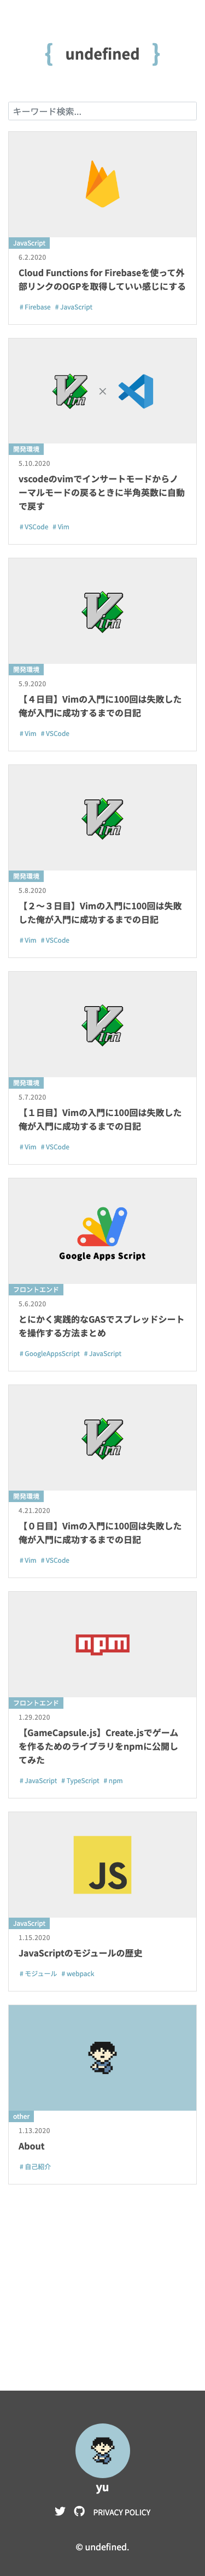 { undefined }
キーワード検索...
JavaScript
6.2.2020
Cloud Functions for Firebaseを使って外
部リンクのOGPを取得していい感じにする
# Firebase # JavaScript
Vim × 
開発環境
5.10.2020
vscodeのvimでインサートモードからノ
ーマルモードの戻るときに半角英数に自動
で戻す
# VSCode # Vim
Vim
開発環境
5.9.2020
【４日目】Vimの入門に100回は失敗した
俺が入門に成功するまでの日記
# Vim # VSCode
Vim
開発環境
5.8.2020
【２〜３日目】Vimの入門に100回は失敗
した俺が入門に成功するまでの日記
# Vim # VSCode
Vim
開発環境
5.7.2020
【１日目】Vimの入門に100回は失敗した
俺が入門に成功するまでの日記
# Vim # VSCode
Google Apps Script
フロントエンド
5.6.2020
とにかく実践的なGASでスプレッドシート
を操作する方法まとめ
# GoogleAppsScript # JavaScript
Vim
開発環境
4.21.2020
【０日目】Vimの入門に100回は失敗した
俺が入門に成功するまでの日記
# Vim # VSCode
npm
フロントエンド
1.29.2020
【GameCapsule.js】Create.jsでゲーム
を作るためのライブラリをnpmに公開し
てみた
# JavaScript # TypeScript # npm
JS
JavaScript
1.15.2020
JavaScriptのモジュールの歴史
# モジュール # webpack
other
1.13.2020
About
# 自己紹介
yu
PRIVACY POLICY
© undefined.